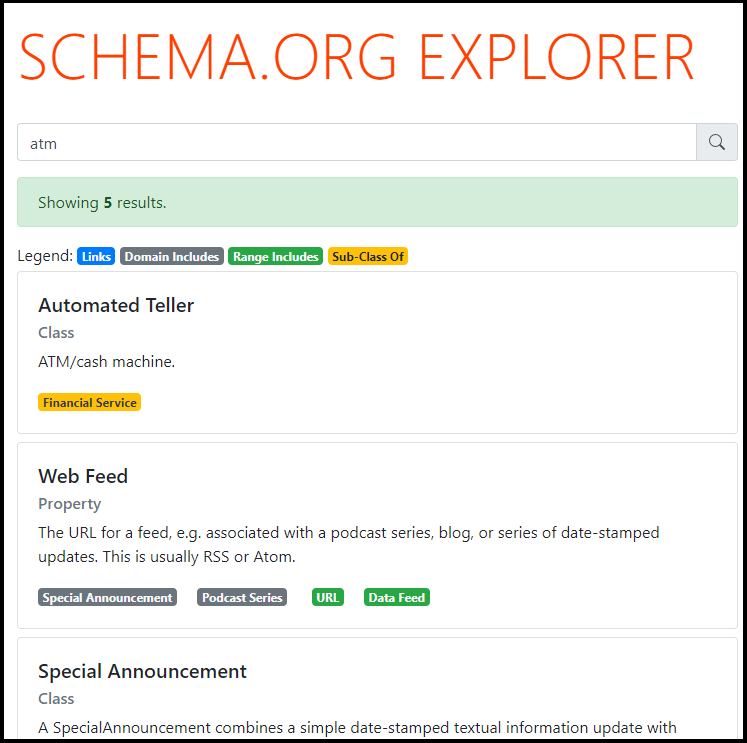 SCHEMA.ORG EXPLORER
atm
Showing 5 results.
Legend: Links Domain Includes Range Includes Sub-Class Of
Automated Teller
Class
ATM/cash machine.
Financial Service
Web Feed
Property
The URL for a feed, e.g. associated with a podcast series, blog, or series of date-stamped
updates. This is usually RSS or Atom.
Special Announcement Podcast Series URL Data Feed
Special Announcement
Class
A SpecialAnnouncement combines a simple date-stamped textual information update with